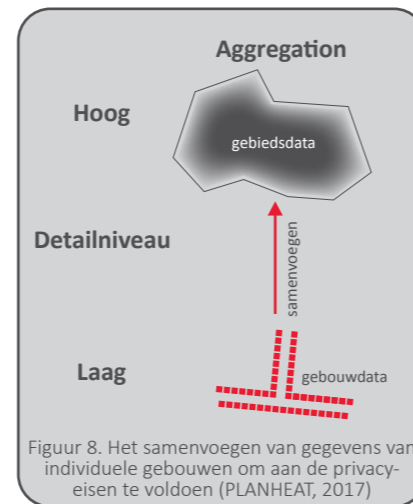 Aggregation
Hoog
gebiedsdata
Detailniveau
samenvoegen
Laag
gebouwdata
Figuur 8. Het samenvoegen van gegevens van
individuele gebouwen om aan de privacy-
eisen te voldoen (PLANHEAT, 2017)